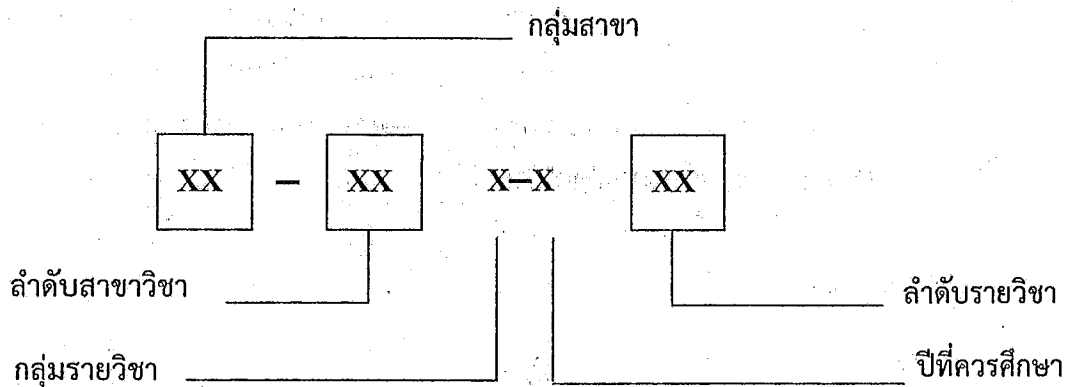 กลุ่มสาขา
XX – XX X–X XX
ลำดับสาขาวิชา
ลำดับรายวิชา
กลุ่มรายวิชา
ปีที่ควรศึกษา